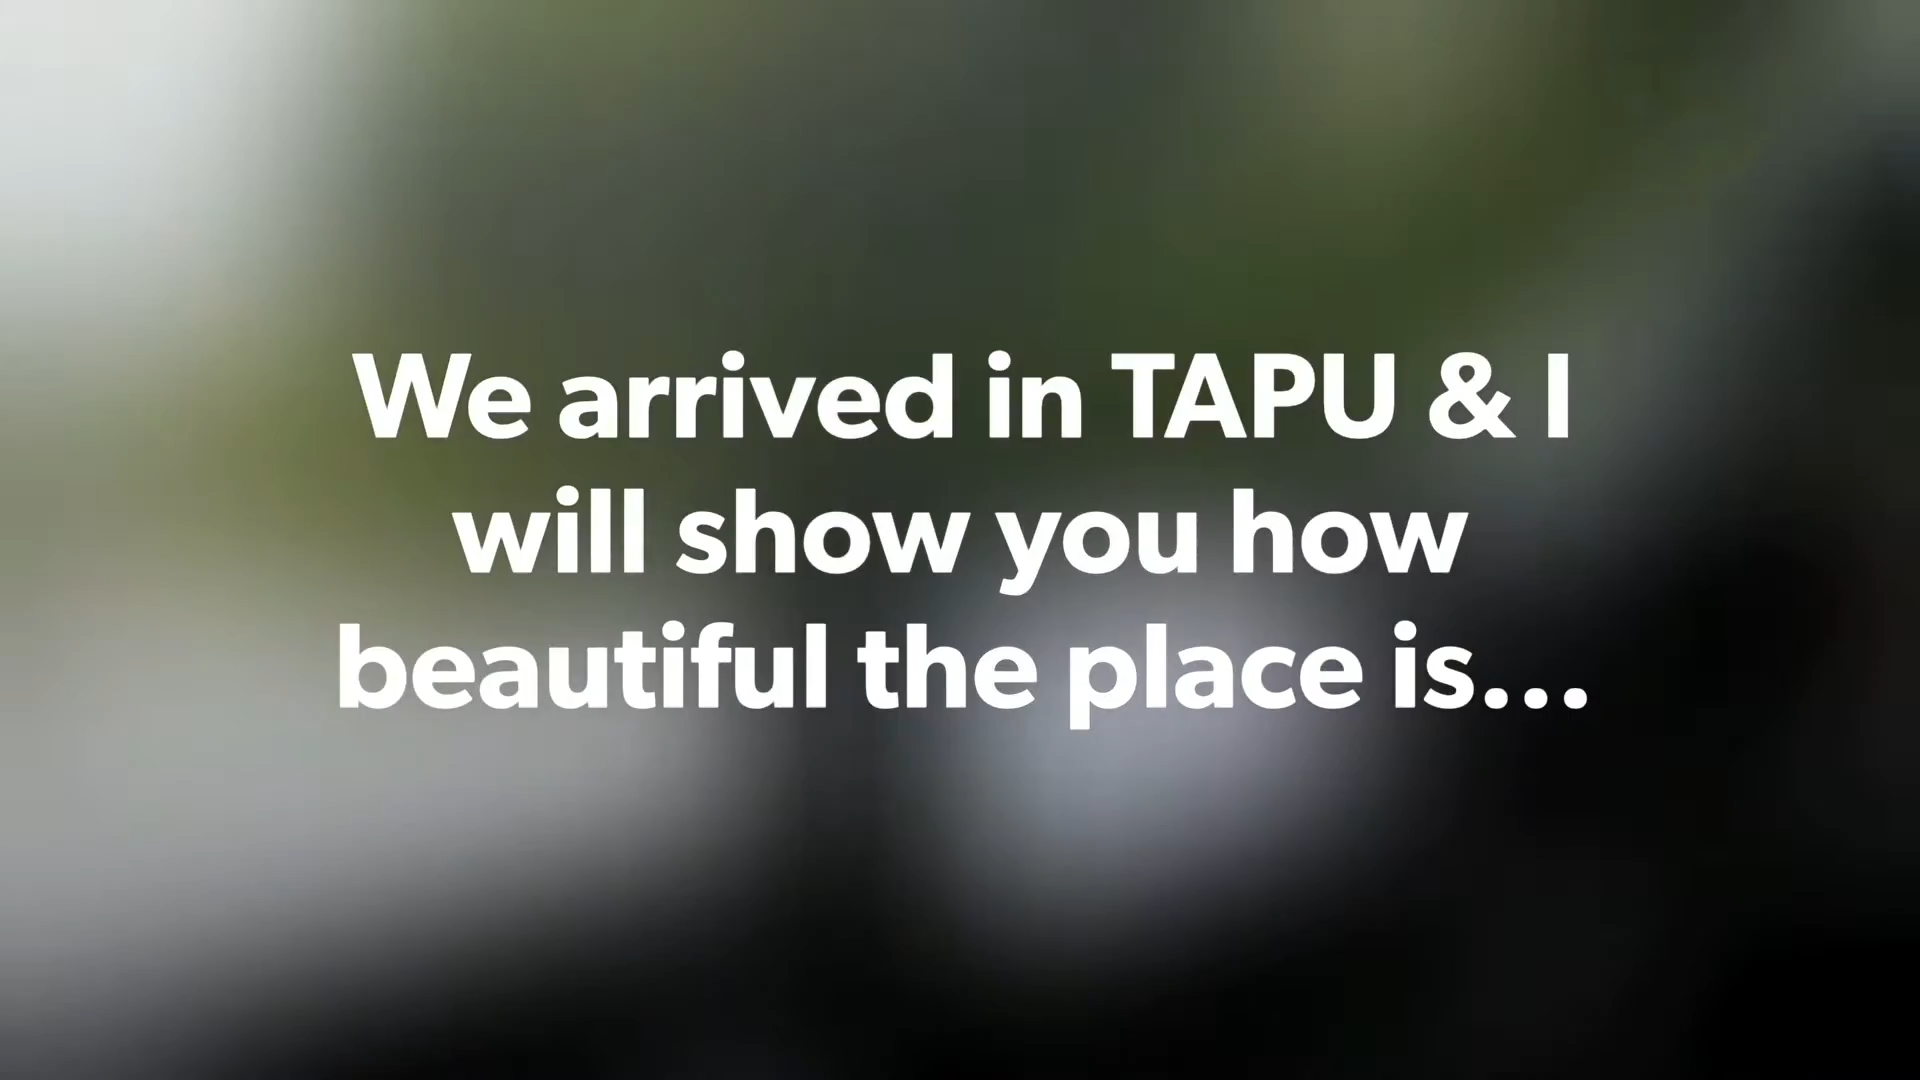 We arrived in TAPU & I
will show you how
beautiful the place is...